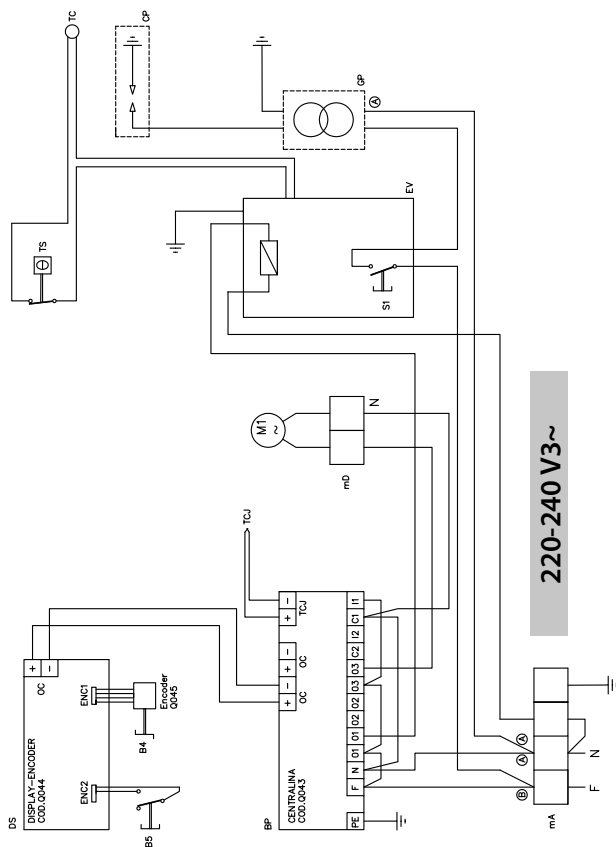 TC
CP
GP
A
TS
EV
S1
M1
~
N
mD
220-240 V3~
DS
DISPLAY-ENCODER
COD.Q044
+
-
OC
ENC1
ENC2
Encoder
Q045
B4
B5
TCJ
BP
CENTRALINA
COD.Q043
+ - + - + -
OC OC TCJ
PE F N O1 O1 O2 O2 O3 O3 C2 I2 C1 I1
B A A
mA
F N